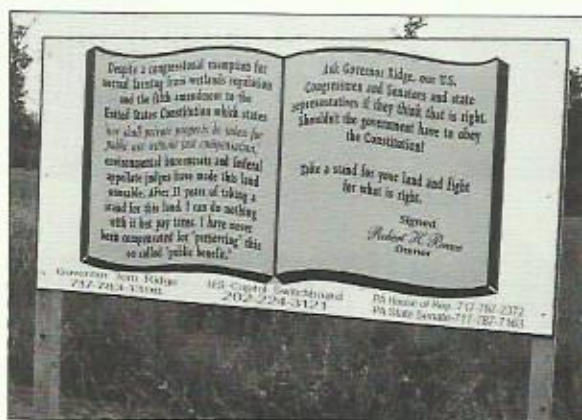 Despite a congressional exemption for
normal farming from wetlands regulation
and the fifth amendment to the
United States Constitution which states
"nor shall private property be taken for
public use without just compensation,"
environmental bureaucrats and federal
appellate judges have made this land
unusable. After 11 years of taking a
stand for this land, I can do nothing
with it but pay taxes. I have never
been compensated for "preserving" this
so called "public benefit."
Ask Governor Ridge, our U.S.
Congressmen and Senators and state
representatives if they think that is right.
Shouldn't the government have to obey
the Constitution?
Take a stand for your land and fight
for what is right.
Signed
Robert H.
Owner
Governor Tom Ridge
717-783-1198
U.S. Capitol Switchboard
202-224-3121
PA House of Rep. 717-787-2372
PA State Senate-717-787-7163